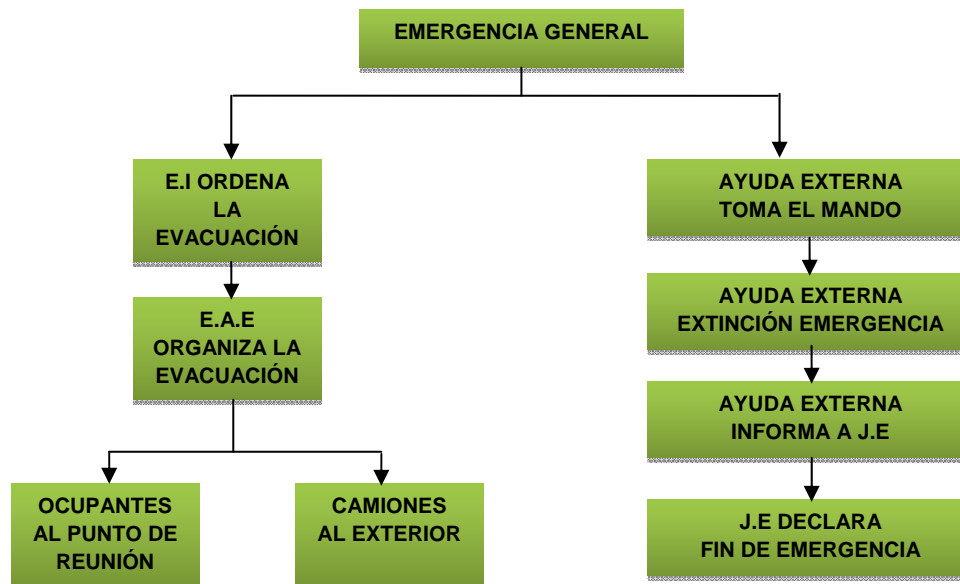 EMERGENCIA GENERAL
E.I ORDENA
LA
EVACUACIÓN
E.A.E
ORGANIZA LA
EVACUACIÓN
OCUPANTES
AL PUNTO DE
REUNIÓN
CAMIONES
AL EXTERIOR
AYUDA EXTERNA
TOMA EL MANDO
AYUDA EXTERNA
EXTINCIÓN EMERGENCIA
AYUDA EXTERNA
INFORMA A J.E
J.E DECLARA
FIN DE EMERGENCIA